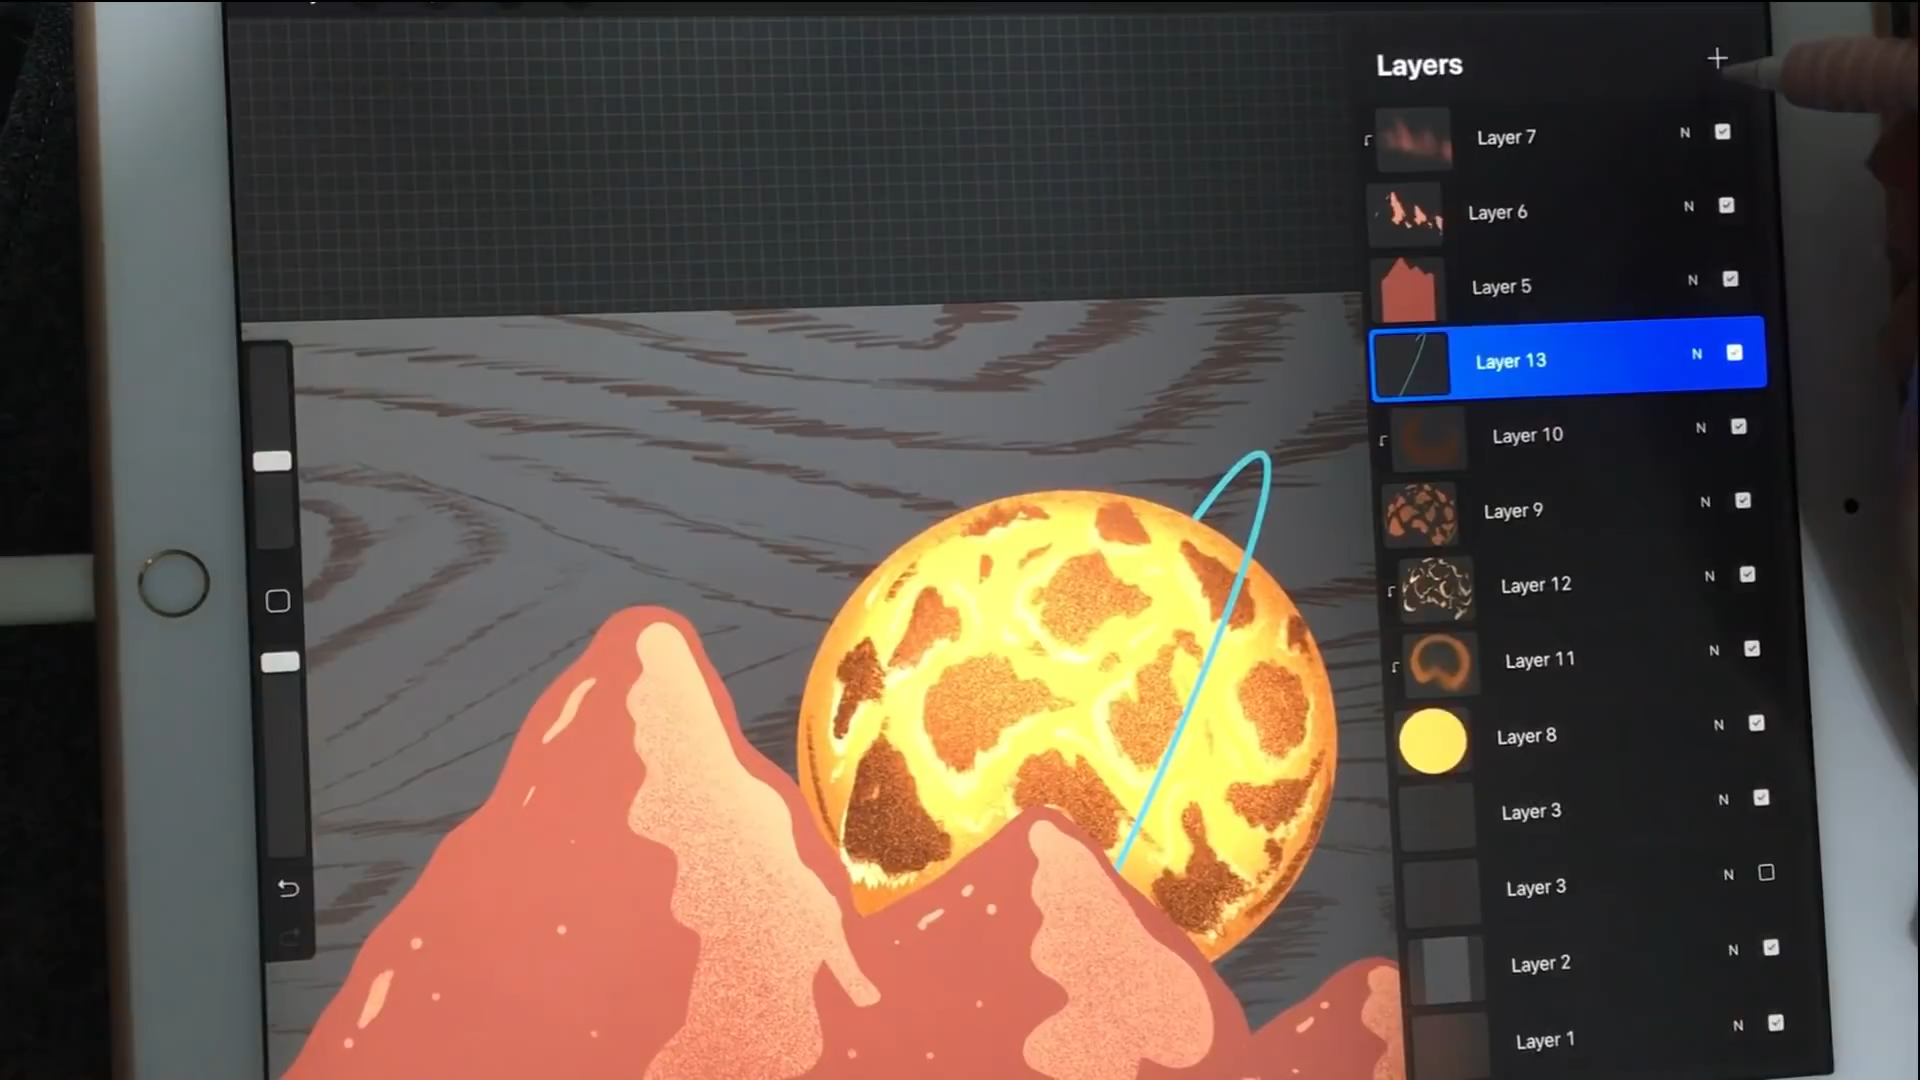 Layers
Layer 7 N
Layer 6 N
Layer 5 N
Layer 13 N
Layer 10 N
Layer 9 N
Layer 12 N
Layer 11 N
Layer 8 N
Layer 3 N
Layer 3 N
Layer 2 N
Layer 1 N